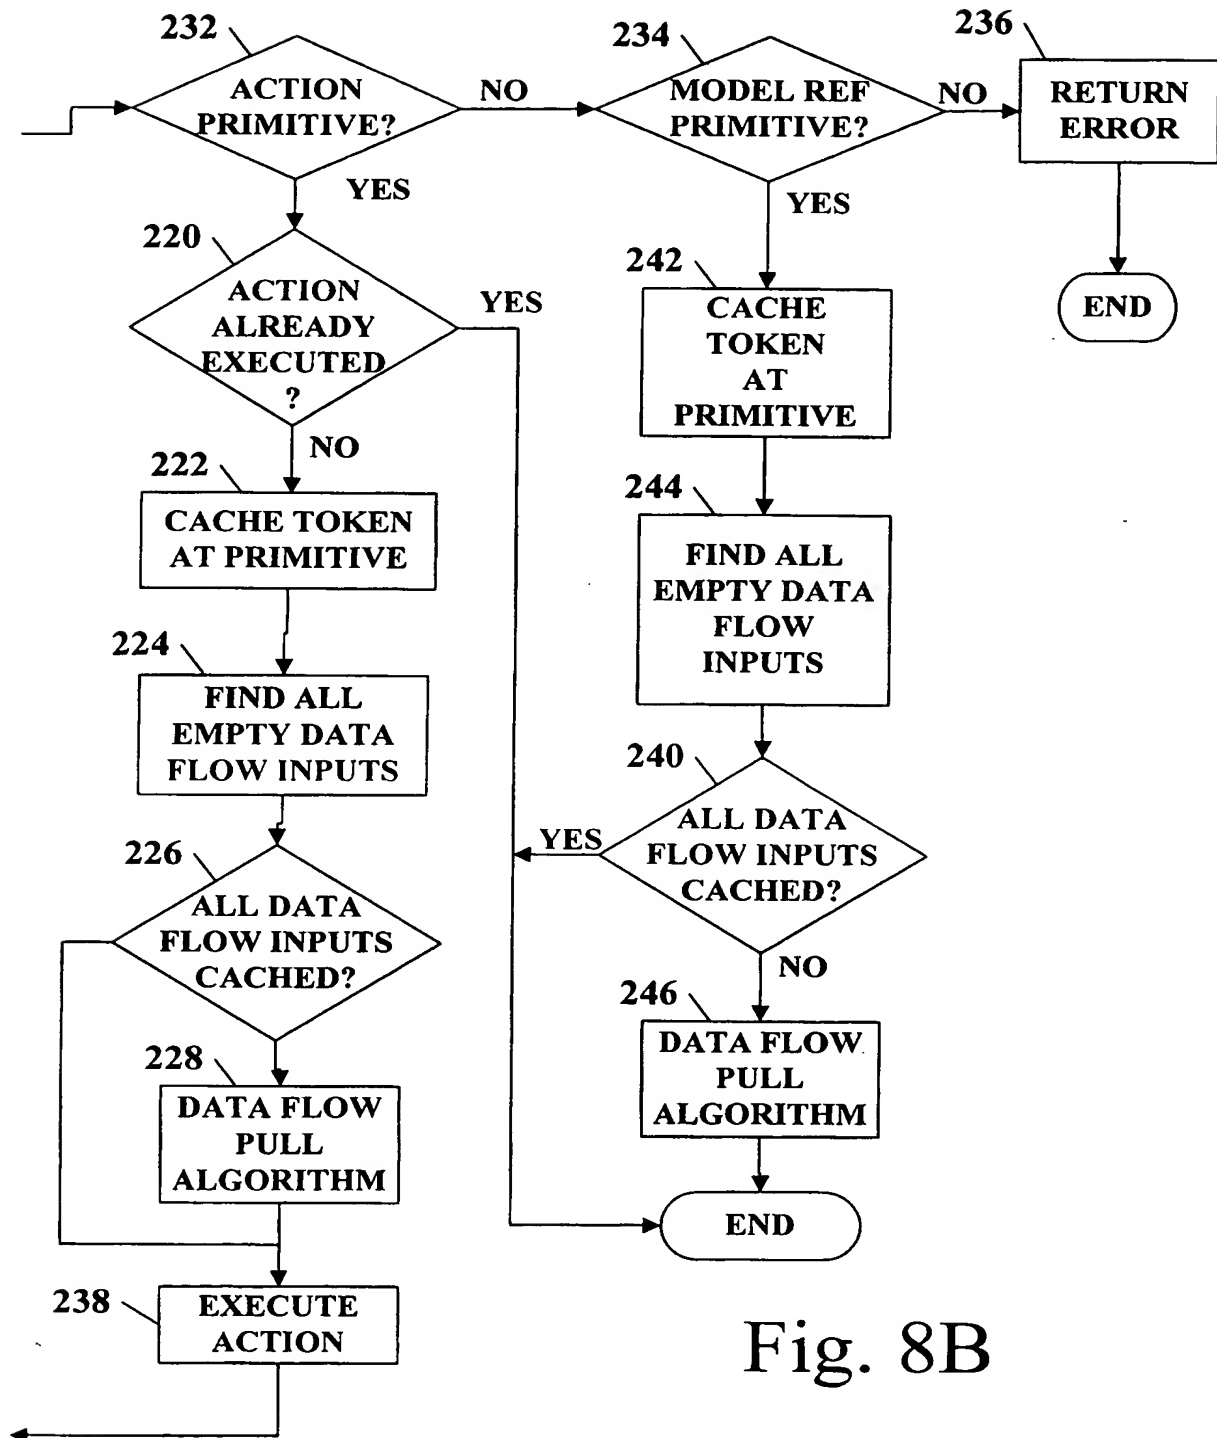 232
ACTION
PRIMITIVE?
NO
234
MODEL REF
PRIMITIVE?
NO
236
RETURN
ERROR
YES
YES
END
220
ACTION
ALREADY
EXECUTED
?
YES
NO
242
CACHE
TOKEN
AT
PRIMITIVE
222
CACHE TOKEN
AT PRIMITIVE
244
FIND ALL
EMPTY DATA
FLOW
INPUTS
224
FIND ALL
EMPTY DATA
FLOW INPUTS
240
ALL DATA
FLOW INPUTS
CACHED?
YES
NO
226
ALL DATA
FLOW INPUTS
CACHED?
246
DATA FLOW
PULL
ALGORITHM
228
DATA FLOW
PULL
ALGORITHM
END
238
EXECUTE
ACTION
Fig. 8B